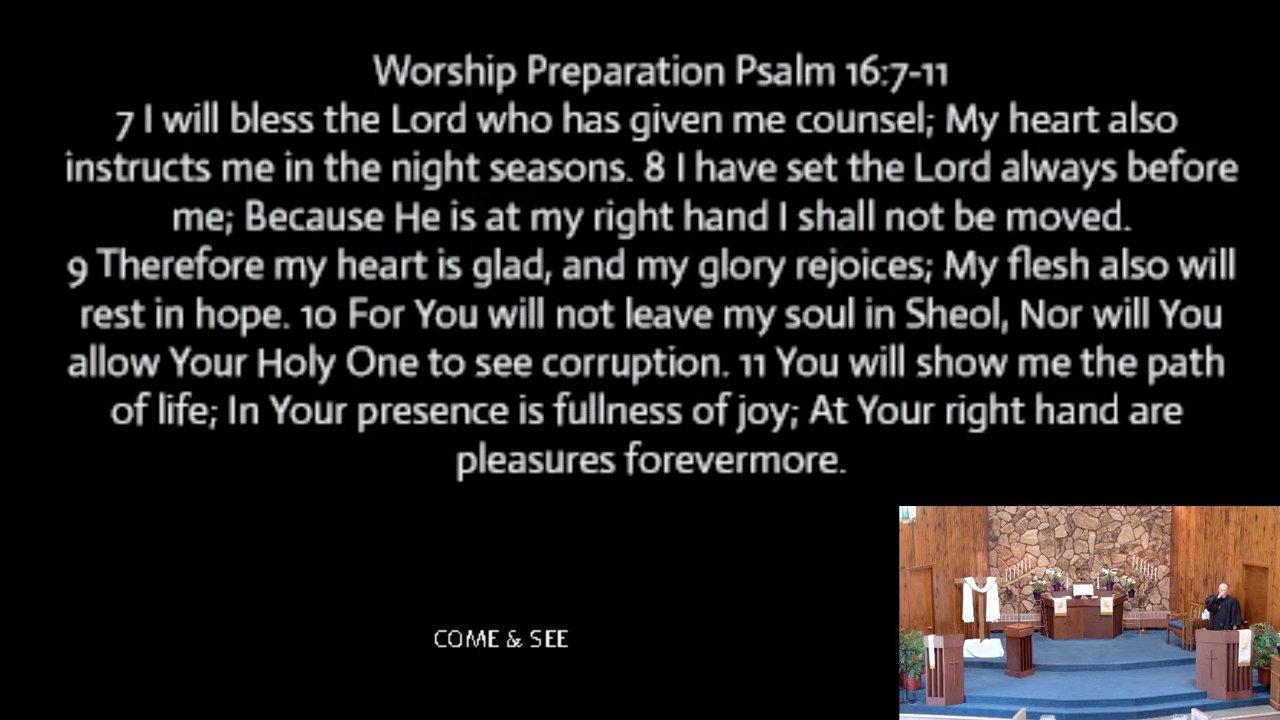 Worship Preparation Psalm 16:7-11
7 I will bless the Lord who has given me counsel; My heart also
instructs me in the night seasons. 8 I have set the Lord always before
me; Because He is at my right hand I shall not be moved.
9 Therefore my heart is glad, and my glory rejoices; My flesh also will
rest in hope. 10 For You will not leave my soul in Sheol, Nor will You
allow Your Holy One to see corruption. 11 You will show me the path
of life; In Your presence is fullness of joy; At Your right hand are
pleasures forevermore.
COME & SEE